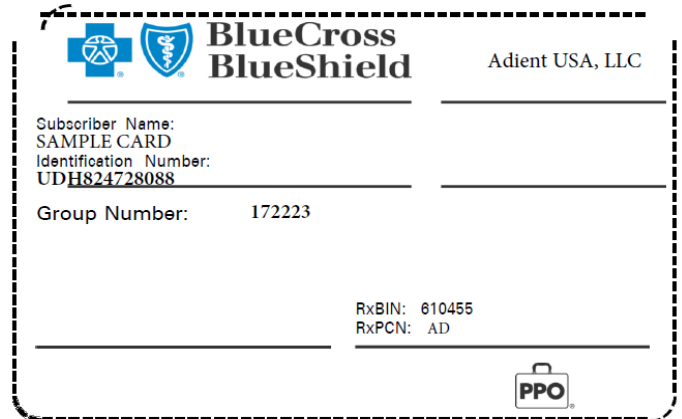 BlueCross
BlueShield
Adient USA, LLC
Subscriber Name:
SAMPLE CARD
Identification Number:
UDH824728088
Group Number: 172223
RxBIN: 610455
RxPCN: AD
PPO